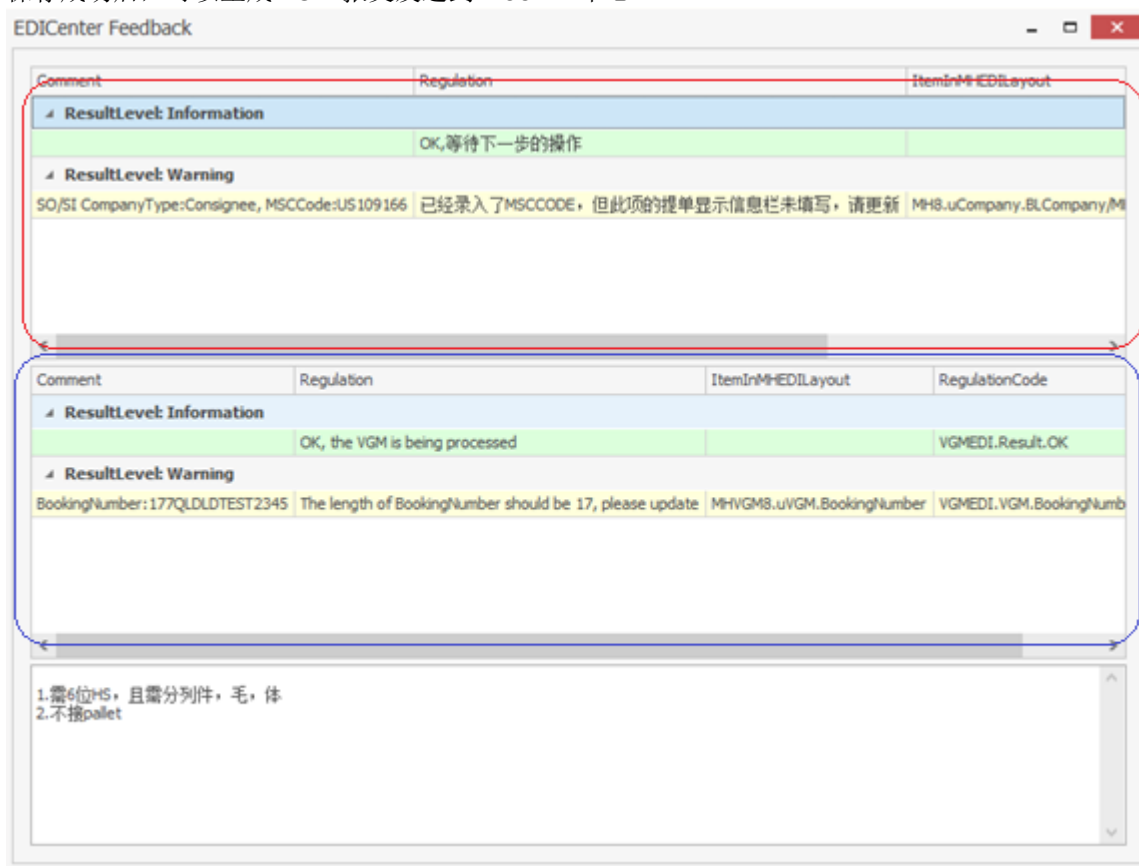 EDICenter Feedback
Comment Regulation ItemInMHEDILayout
ResultLevel: Information
OK,等待下一步的操作
ResultLevel: Warning
SO/SI CompanyType:Consignee, MSCCode:US109166 已经录入了MSCCODE，但此项的提单显示信息栏未填写，请更新 MH8.uCompany.BLCompany/M
Comment Regulation ItemInMHEDILayout RegulationCode
ResultLevel: Information
OK, the VGM is being processed VGMEDI.Result.OK
ResultLevel: Warning
BookingNumber:177QLDLDTEST2345 The length of BookingNumber should be 17, please update MHVGM8.uVGM.BookingNumber VGMEDI.VGM.BookingNumb
1.需6位HS，且需分列件，毛，体
2.不接pallet